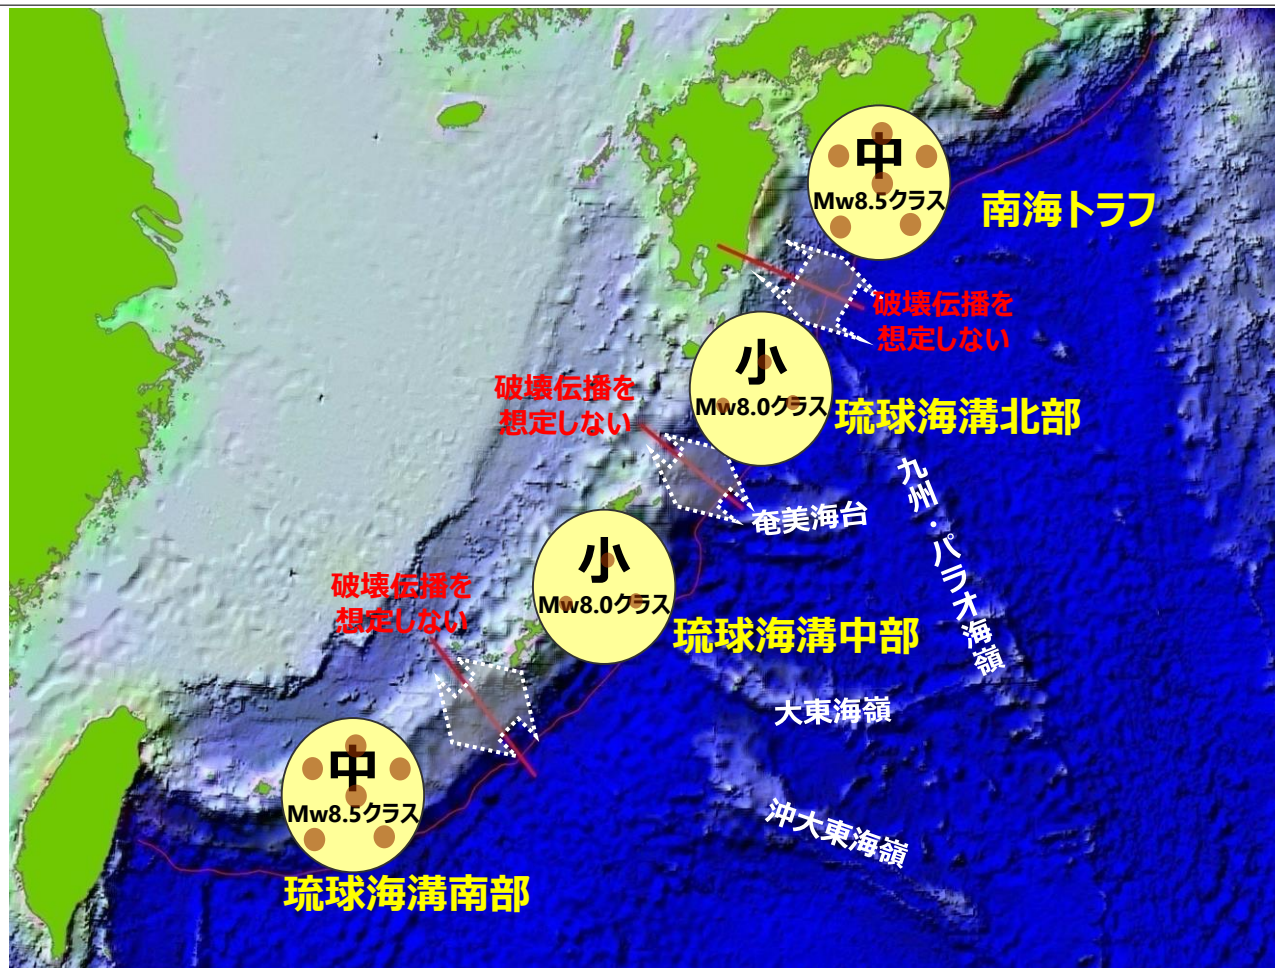 中
Mw8.5クラス
南海トラフ
破壊伝播を
想定しない
小
Mw8.0クラス
琉球海溝北部
破壊伝播を
想定しない
九州・パラオ海嶺
奄美海台
小
Mw8.0クラス
琉球海溝中部
破壊伝播を
想定しない
大東海嶺
中
Mw8.5クラス
沖大東海嶺
琉球海溝南部